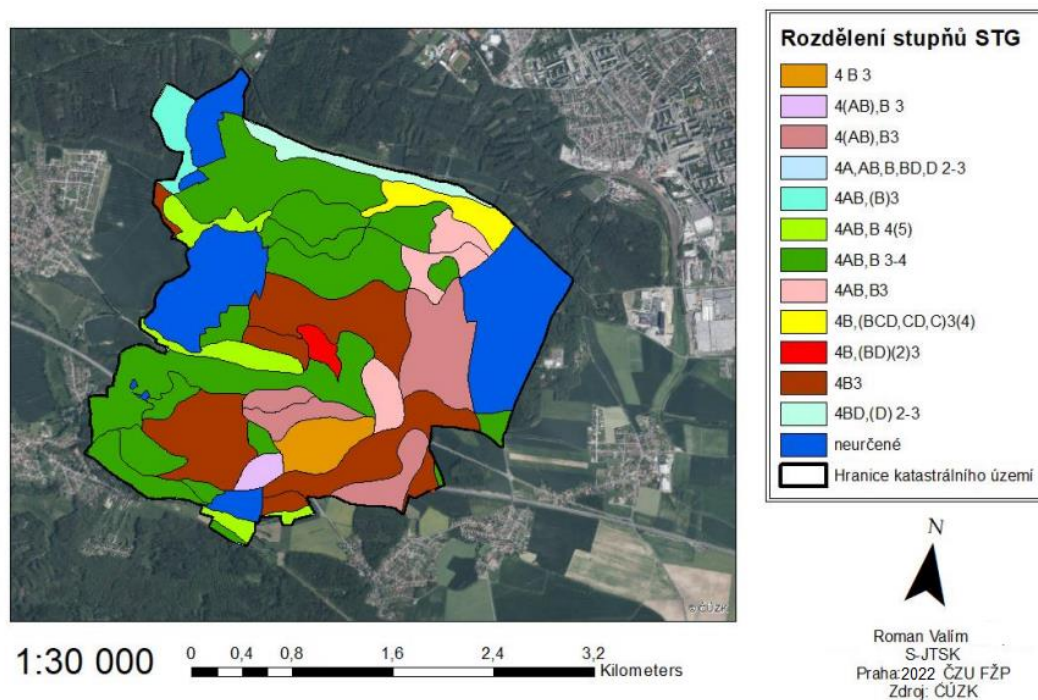 Rozdělení stupňů STG
4 B 3
4(AB),B 3
4(AB),B3
4A,AB,B,BD,D 2-3
4AB,(B)3
4AB,B 4(5)
4AB,B 3-4
4AB,B3
4B,(BCD,CD,C)3(4)
4B,(BD)(2)3
4B3
4BD,(D) 2-3
neurčené
Hranice katastrálního území
© ČÚZK
N
1:30 000
0 0,4 0,8 1,6 2,4 3,2
Kilometers
Roman Valím
S-JTSK
Praha:2022 ČZU FŽP
Zdroj: ČÚZK